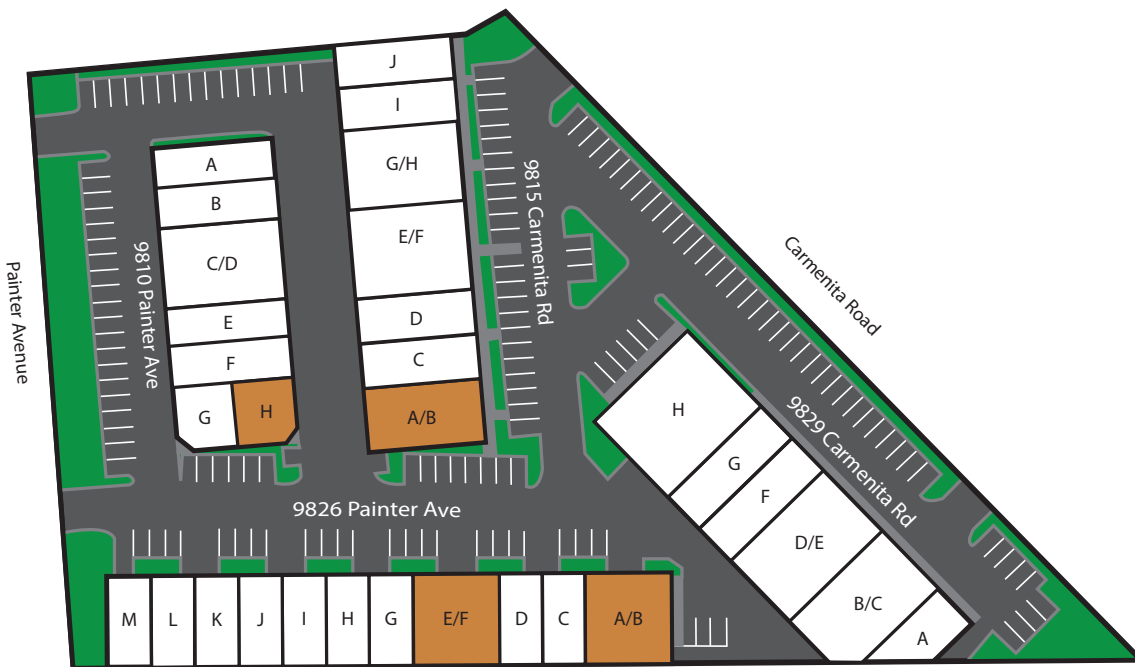 J
I
G/H
E/F
D
C
A/B
A
B
C/D
E
F
G
H
9810 Painter Ave
Painter Avenue
9815 Carmenita Rd
Carmenita Road
9829 Carmenita Rd
H
G
F
D/E
B/C
A
9826 Painter Ave
M
L
K
J
I
H
G
E/F
D
C
A/B